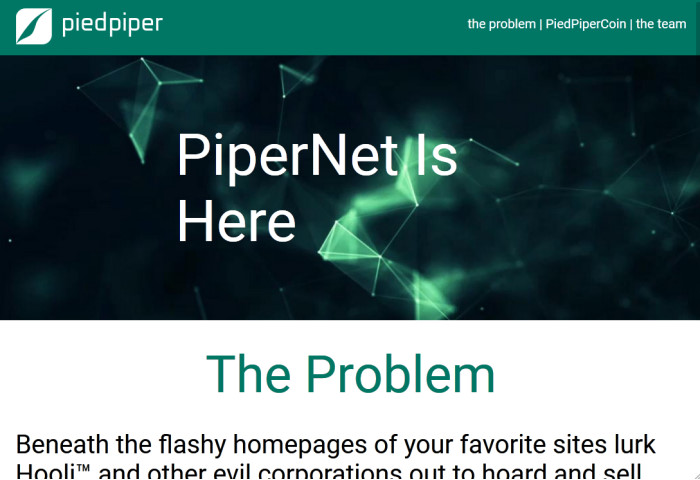 piedpiper
the problem | PiedPiperCoin | the team
PiperNet Is
Here
The Problem
Beneath the flashy homepages of your favorite sites lurk
Hooli™ and other evil corporations out to hoard and sell